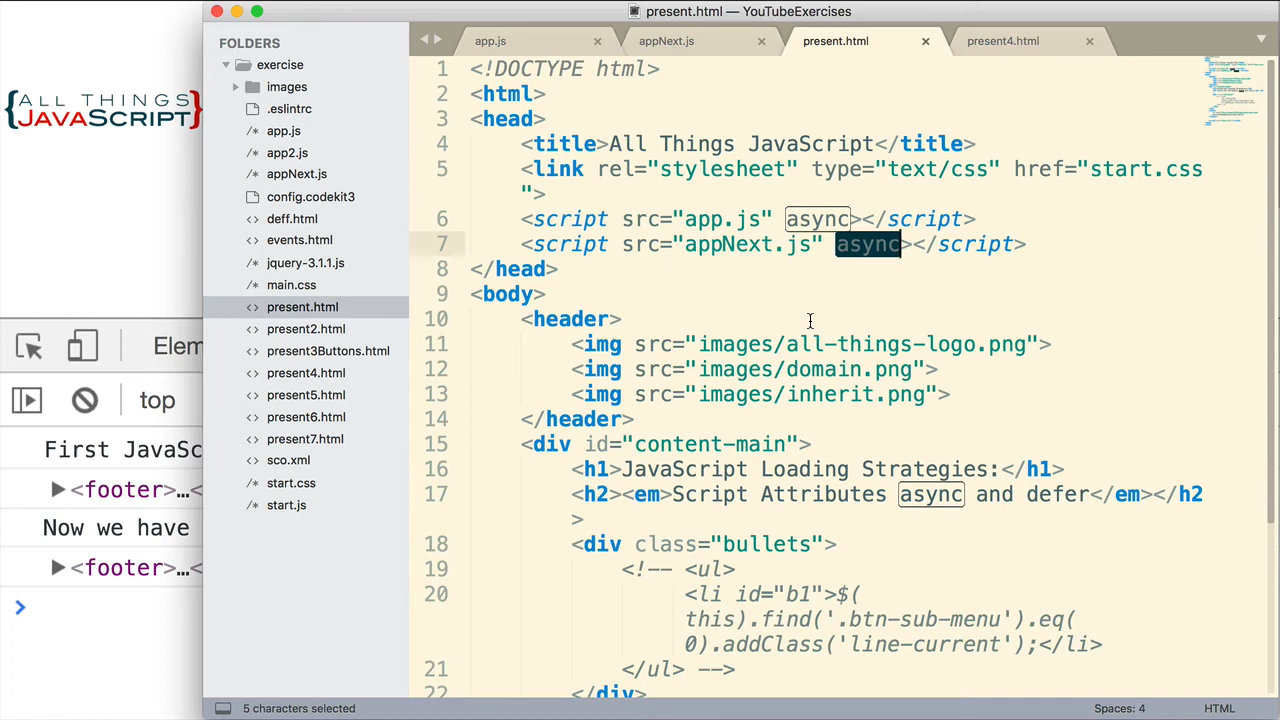 present.html — YouTubeExercises
FOLDERS
exercise
images
.eslintrc
app.js
app2.js
appNext.js
config.codekit3
deff.html
events.html
jquery-3.1.1.js
main.css
present.html
present2.html
present3Buttons.html
present4.html
present5.html
present6.html
present7.html
sco.xml
start.css
start.js
app.js
appNext.js
present.html
present4.html
1 <!DOCTYPE html>
2 <html>
3 <head>
4 <title>All Things JavaScript</title>
5 <link rel="stylesheet" type="text/css" href="start.css
">
6 <script src="app.js" async></script>
7 <script src="appNext.js" async></script>
8 </head>
9 <body>
10 <header>
11 <img src="images/all-things-logo.png">
12 <img src="images/domain.png">
13 <img src="images/inherit.png">
14 </header>
15 <div id="content-main">
16 <h1>JavaScript Loading Strategies:</h1>
17 <h2><em>Script Attributes async and defer</em></h2
>
18 <div class="bullets">
19 <!-- <ul>
20 <li id="b1">$(
this).find('.btn-sub-menu').eq(
0).addClass('line-current');</li>
21 </ul> -->
22 </div>
{ALL THINGS
JAVASCRIPT}
Elem
top
First JavaSc
<footer>…<
Now we have
<footer>…<
5 characters selected
Spaces: 4
HTML